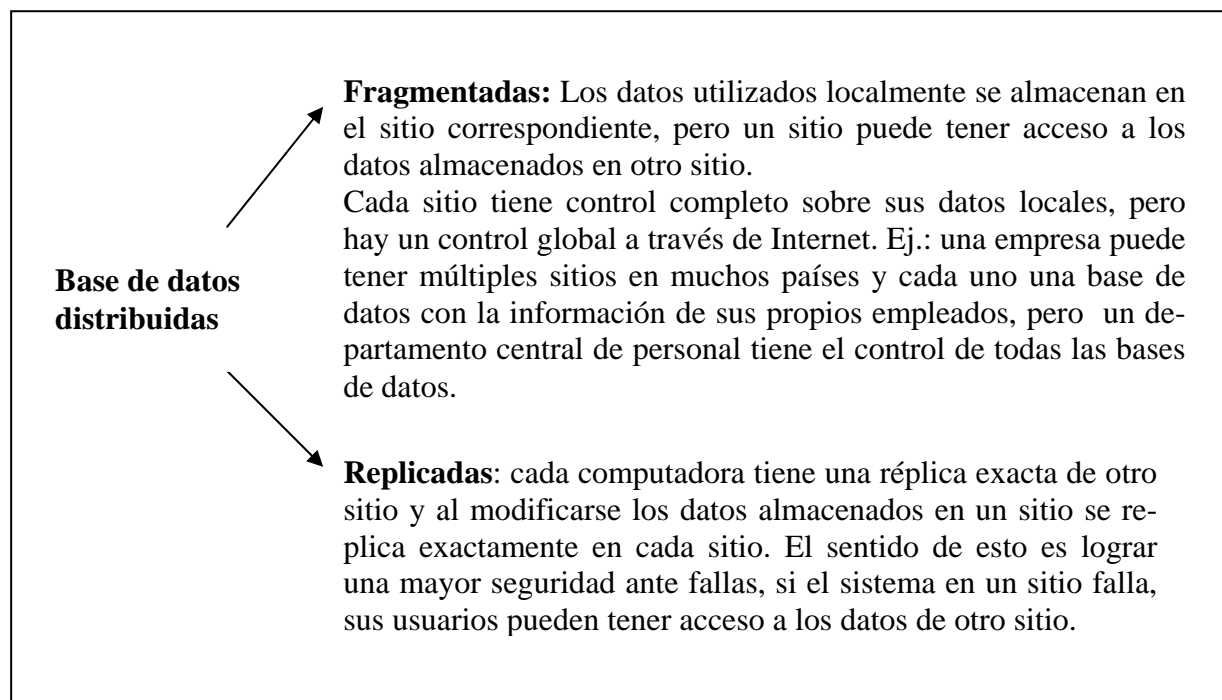 Fragmentadas: Los datos utilizados localmente se almacenan en
el sitio correspondiente, pero un sitio puede tener acceso a los
datos almacenados en otro sitio.
Cada sitio tiene control completo sobre sus datos locales, pero
hay un control global a través de Internet. Ej.: una empresa puede
tener múltiples sitios en muchos países y cada uno una base de
datos con la información de sus propios empleados, pero un de-
partamento central de personal tiene el control de todas las bases
de datos.
Base de datos
distribuidas
Replicadas: cada computadora tiene una réplica exacta de otro
sitio y al modificarse los datos almacenados en un sitio se re-
plica exactamente en cada sitio. El sentido de esto es lograr
una mayor seguridad ante fallas, si el sistema en un sitio falla,
sus usuarios pueden tener acceso a los datos de otro sitio.